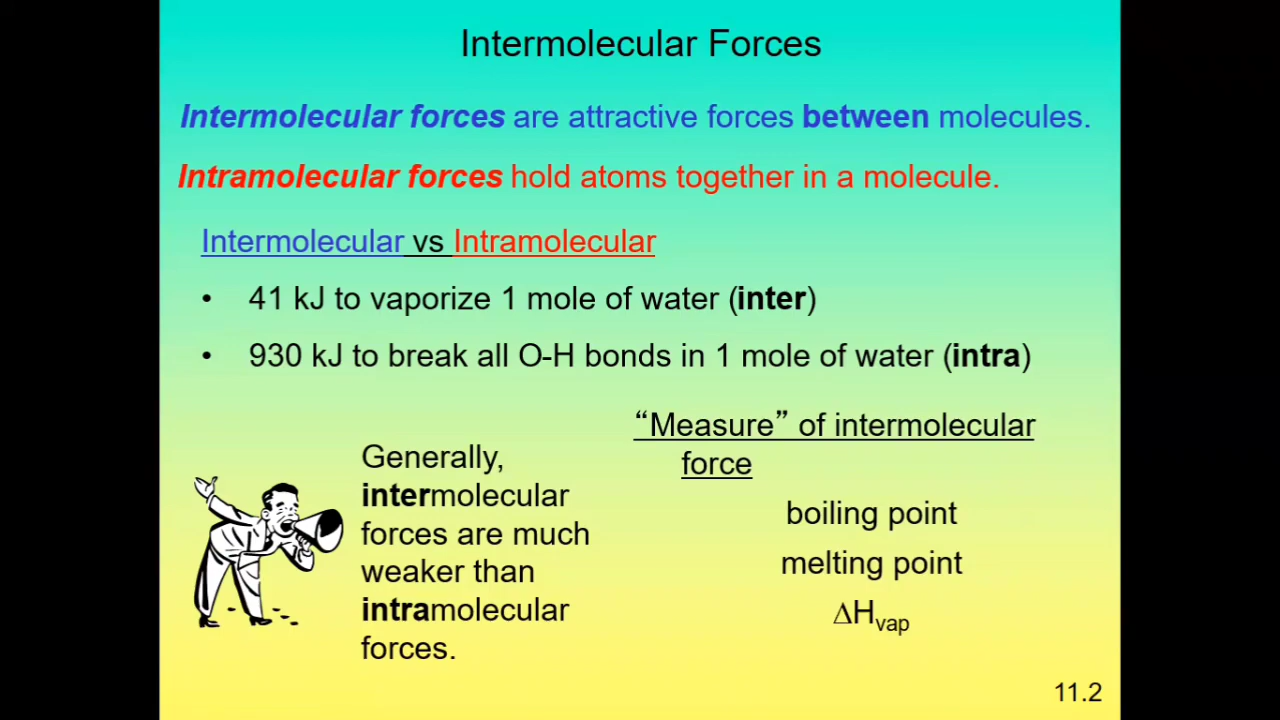 Intermolecular Forces
Intermolecular forces are attractive forces between molecules.
Intramolecular forces hold atoms together in a molecule.
Intermolecular vs Intramolecular
• 41 kJ to vaporize 1 mole of water (inter)
• 930 kJ to break all O-H bonds in 1 mole of water (intra)
Generally,
intermolecular
forces are much
weaker than
intramolecular
forces.
“Measure” of intermolecular
force
boiling point
melting point
ΔHvap
11.2